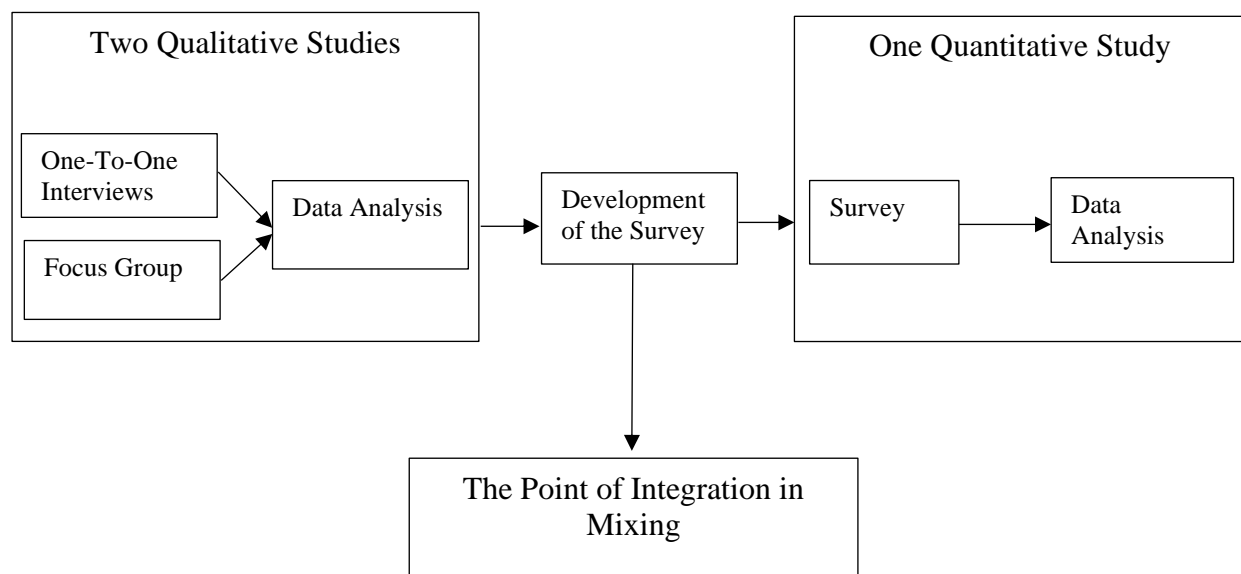 Two Qualitative Studies
One-To-One
Interviews
Focus Group
Data Analysis
Development
of the Survey
One Quantitative Study
Survey
Data
Analysis
The Point of Integration in
Mixing